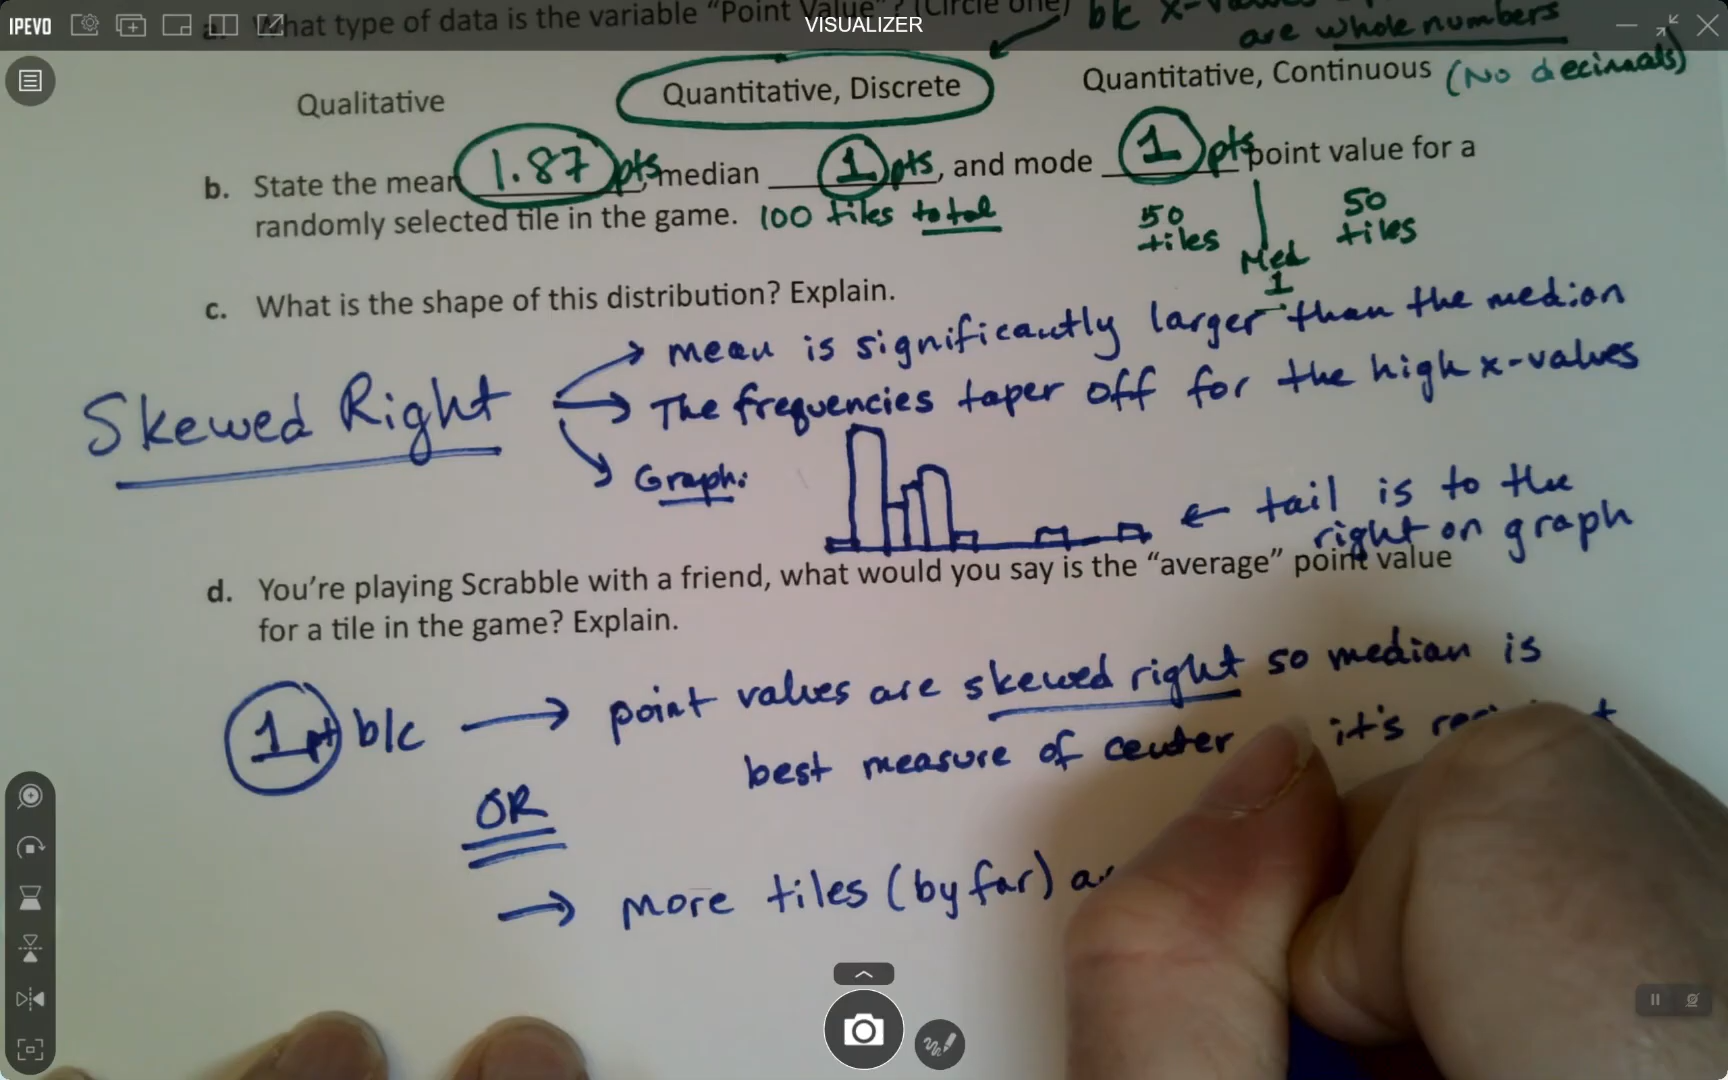 IPEVO
VISUALIZER
What type of data is the variable "Point Value"? (Circle one) b/c x-values
are whole numbers
Qualitative Quantitative, Discrete Quantitative, Continuous (No decimals)
b. State the mean 1.87 pts, median 1 pts, and mode 1 pts point value for a
randomly selected tile in the game. 100 tiles total
50 tiles Med 1 50 tiles
c. What is the shape of this distribution? Explain.
Skewed Right → mean is significantly larger than the median
→ The frequencies taper off for the high x-values
→ Graph: ← tail is to the
right on graph
d. You're playing Scrabble with a friend, what would you say is the "average" point value
for a tile in the game? Explain.
1 pt b/c → point values are skewed right so median is
best measure of center it's
OR
→ more tiles (by far)